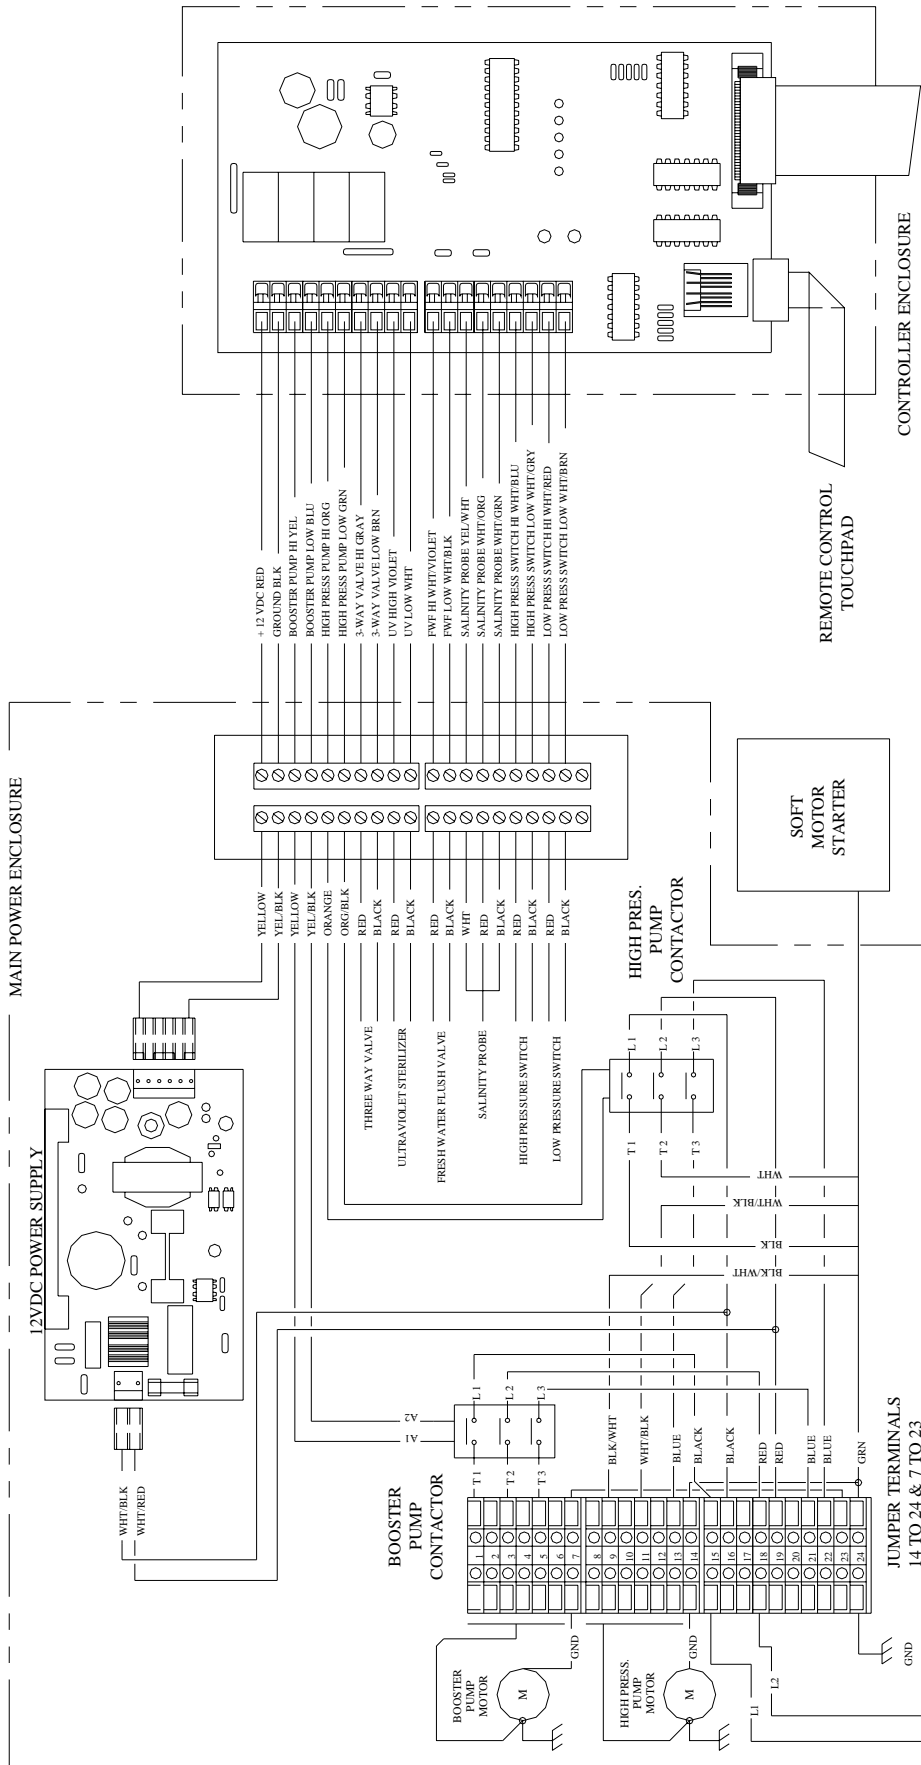 MAIN POWER ENCLOSURE
12VDC POWER SUPPLY
WHT/BLK
WHT/RED
YELLOW
YEL/BLK
YELLOW
YEL/BLK
ORANGE
ORG/BLK
RED
BLACK
RED
BLACK
RED
BLACK
WHT
RED
BLACK
RED
BLACK
RED
BLACK
THREE WAY VALVE
ULTRAVIOLET STERILIZER
FRESH WATER FLUSH VALVE
SALINITY PROBE
HIGH PRESSURE SWITCH
LOW PRESSURE SWITCH
+ 12 VDC RED
GROUND BLK
BOOSTER PUMP HI YEL
BOOSTER PUMP LOW BLU
HIGH PRESS PUMP HI ORG
HIGH PRESS PUMP LOW GRN
3-WAY VALVE HI GRAY
3-WAY VALVE LOW BRN
UV HIGH VIOLET
UV LOW WHT
FWF HI WHT/VIOLET
FWF LOW WHT/BLK
SALINITY PROBE YEL/WHT
SALINITY PROBE WHT/ORG
SALINITY PROBE WHT/GRN
HIGH PRESS SWITCH HI WHT/BLU
HIGH PRESS SWITCH LOW WHT/GRY
LOW PRESS SWITCH HI WHT/RED
LOW PRESS SWITCH LOW WHT/BRN
CONTROLLER ENCLOSURE
REMOTE CONTROL
TOUCHPAD
SOFT
MOTOR
STARTER
HIGH PRES.
PUMP
CONTACTOR
L 1
L 2
L 3
T 1
T 2
T 3
WHT
WHT/BLK
BLK
BLK/WHT
A2
A1
L 1
L 2
L 3
T 1
T 2
T 3
BOOSTER
PUMP
CONTACTOR
BLK/WHT
WHT/BLK
BLUE
BLACK
BLACK
RED
RED
BLUE
BLUE
GRN
1
2
3
4
5
6
7
8
9
10
11
12
13
14
15
16
17
18
19
20
21
22
23
24
JUMPER TERMINALS
14 TO 24 & 7 TO 23
BOOSTER
PUMP
MOTOR
M
GND
HIGH PRESS.
PUMP
MOTOR
M
GND
L1
L2
GND